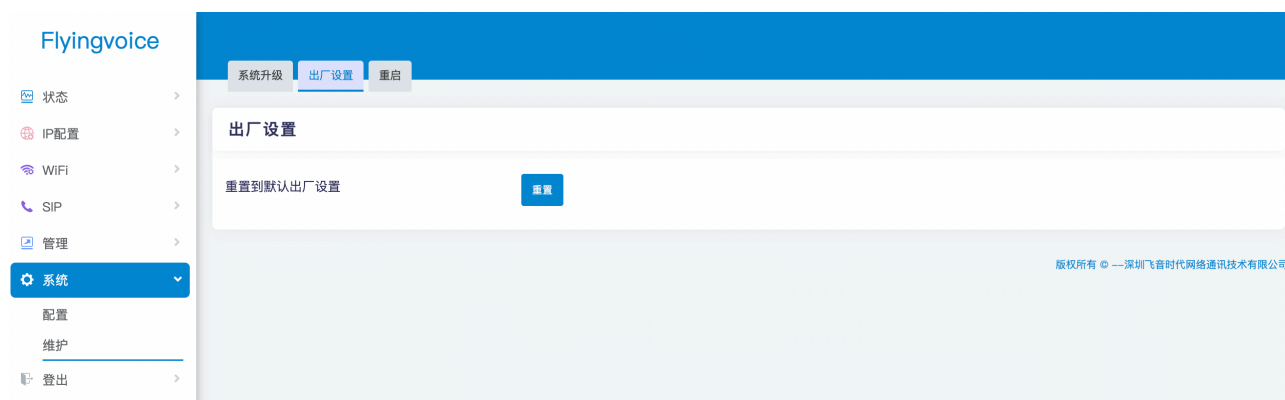 Flyingvoice
系统升级 出厂设置 重启
状态
IP配置
WiFi
SIP
管理
系统
配置
维护
登出
出厂设置
重置到默认出厂设置 重置
版权所有 © ––深圳飞音时代网络通讯技术有限公司